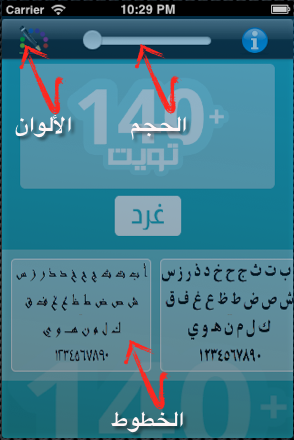 Carrier 10:29 PM
الألوان
الحجم
140+
تويت
غرد
أ ب ت ث ج ح خ د ذ ر ز س
ش ص ض ط ظ ع غ ف ق
ك ل م ن هـ و ي
١٢٣٤٥٦٧٨٩٠
أ ب ت ث ج ح خ د ذ ر ز س
ش ص ض ط ظ ع غ ف ق
ك ل م ن هـ و ي
١٢٣٤٥٦٧٨٩٠
الخطوط
140+